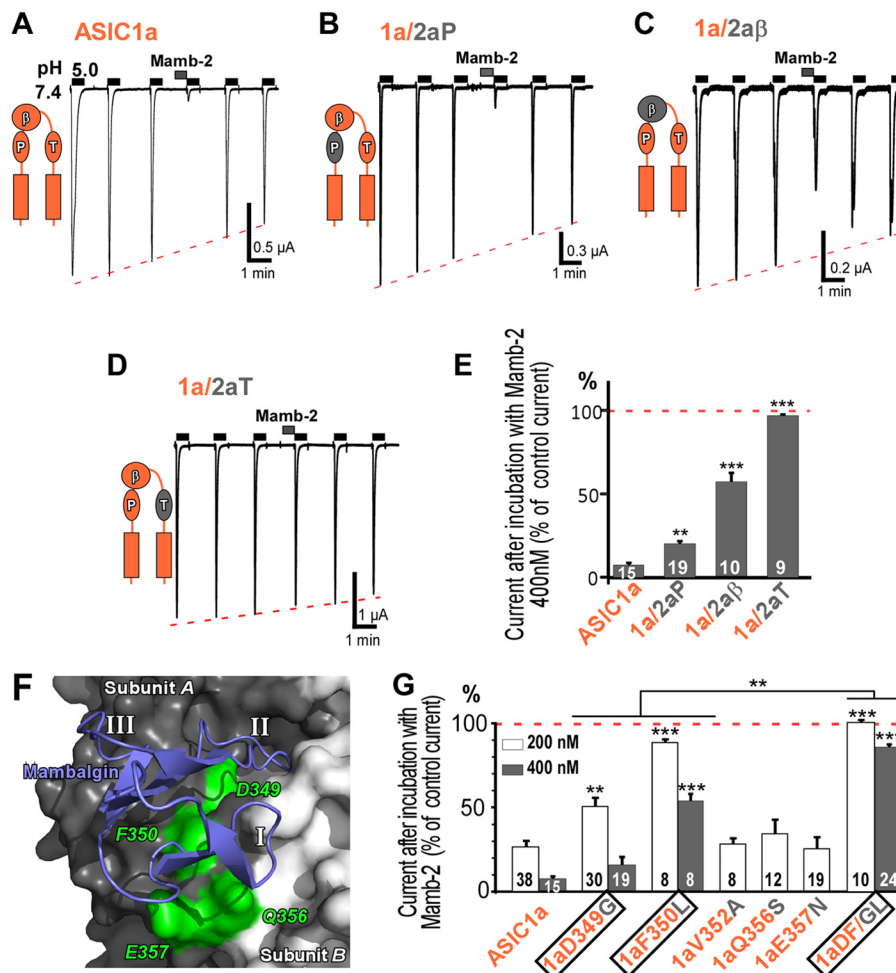 A
ASIC1a
Mamb-2
pH 5.0
7.4
β
P
T
0.5 µA
1 min
B
1a/2aP
Mamb-2
β
P
T
0.3 µA
1 min
C
1a/2aβ
Mamb-2
β
P
T
0.2 µA
1 min
D
1a/2aT
Mamb-2
β
P
T
1 µA
1 min
E
Current after incubation with Mamb-2
400nM (% of control current)
%
100
50
0
**
***
***
15
19
10
9
ASIC1a
1a/2aP
1a/2aβ
1a/2aT
F
Subunit A
III
II
Mambalgin
D349
F350
I
Q356
E357
Subunit B
G
Current after incubation with
Mamb-2 (% of control current)
%
100
50
0
200 nM
400 nM
**
**
***
***
***
***
38
15
30
19
8
8
8
12
19
10
24
ASIC1a
1aD349G
1aF350L
1aV352A
1aQ356S
1aE357N
1aDF/GL